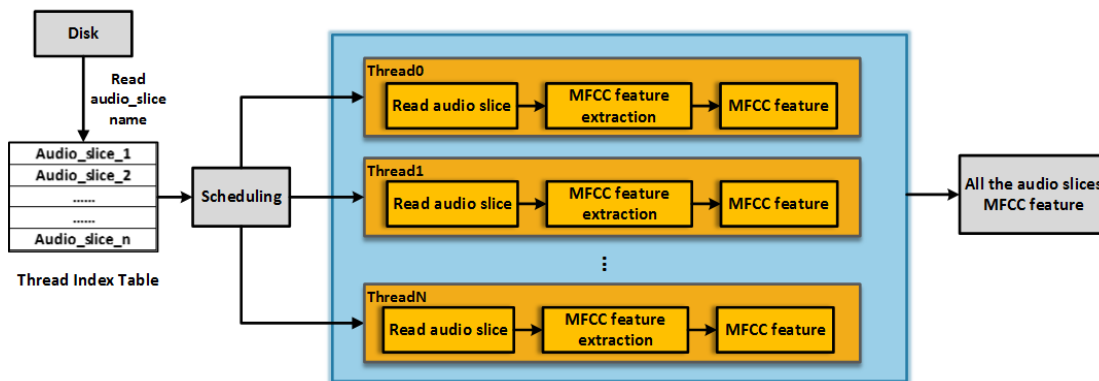 Disk
Read
audio_slice
name
Audio_slice_1
Audio_slice_2
......
......
Audio_slice_n
Thread Index Table
Scheduling
Thread0
Read audio slice
MFCC feature
extraction
MFCC feature
Thread1
Read audio slice
MFCC feature
extraction
MFCC feature
...
ThreadN
Read audio slice
MFCC feature
extraction
MFCC feature
All the audio slices
MFCC feature